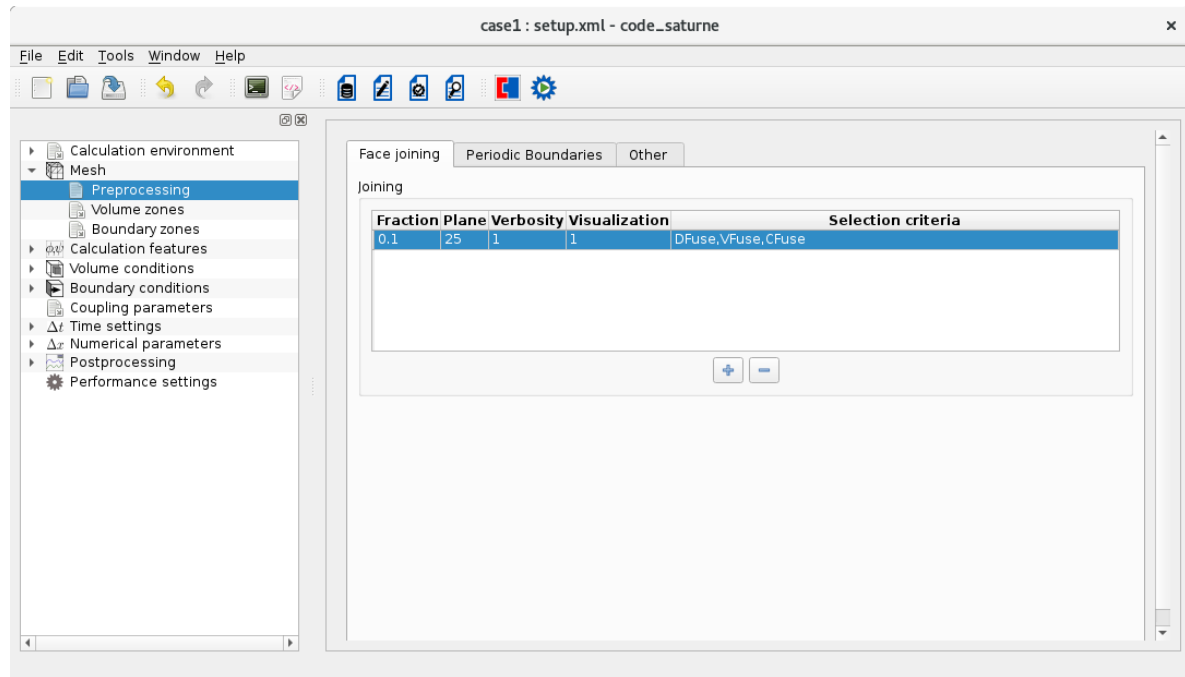 case1 : setup.xml - code_saturne
File Edit Tools Window Help
Calculation environment
Mesh
Preprocessing
Volume zones
Boundary zones
Calculation features
Volume conditions
Boundary conditions
Coupling parameters
Δt Time settings
Δx Numerical parameters
Postprocessing
Performance settings
Face joining Periodic Boundaries Other
Joining
Fraction Plane Verbosity Visualization Selection criteria
0.1 25 1 1 DFuse,VFuse,CFuse